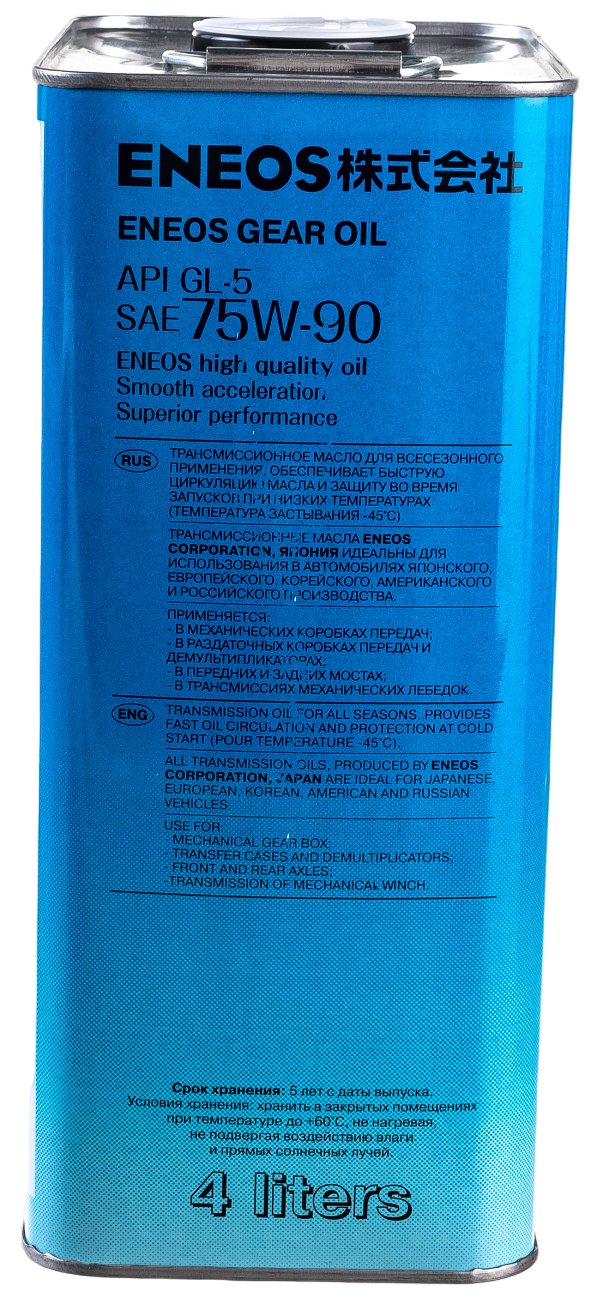 ENEOS株式会社
ENEOS GEAR OIL
API GL-5
SAE 75W-90
ENEOS high quality oil
Smooth acceleration
Superior performance
RUS
ТРАНСМИССИОННОЕ МАСЛО ДЛЯ ВСЕСЕЗОННОГО
ПРИМЕНЕНИЯ. ОБЕСПЕЧИВАЕТ БЫСТРУЮ
ЦИРКУЛЯЦИЮ МАСЛА И ЗАЩИТУ ВО ВРЕМЯ
ЗАПУСКОВ ПРИ НИЗКИХ ТЕМПЕРАТУРАХ
(ТЕМПЕРАТУРА ЗАСТЫВАНИЯ -45°С).
ТРАНСМИССИОННЫЕ МАСЛА ENEOS
CORPORATION, ЯПОНИЯ ИДЕАЛЬНЫ ДЛЯ
ИСПОЛЬЗОВАНИЯ В АВТОМОБИЛЯХ ЯПОНСКОГО,
ЕВРОПЕЙСКОГО, КОРЕЙСКОГО, АМЕРИКАНСКОГО
И РОССИЙСКОГО ПРОИЗВОДСТВА.
ПРИМЕНЯЕТСЯ:
- В МЕХАНИЧЕСКИХ КОРОБКАХ ПЕРЕДАЧ;
- В РАЗДАТОЧНЫХ КОРОБКАХ ПЕРЕДАЧ И
ДЕМУЛЬТИПЛИКАТОРАХ;
- В ПЕРЕДНИХ И ЗАДНИХ МОСТАХ;
- В ТРАНСМИССИЯХ МЕХАНИЧЕСКИХ ЛЕБЕДОК.
ENG
TRANSMISSION OIL FOR ALL SEASONS. PROVIDES
FAST OIL CIRCULATION AND PROTECTION AT COLD
START (POUR TEMPERATURE -45°C).
ALL TRANSMISSION OILS, PRODUCED BY ENEOS
CORPORATION, JAPAN ARE IDEAL FOR JAPANESE,
EUROPEAN, KOREAN, AMERICAN AND RUSSIAN
VEHICLES
USE FOR:
- MECHANICAL GEAR BOX;
- TRANSFER CASES AND DEMULTIPLICATORS;
- FRONT AND REAR AXLES;
-TRANSMISSION OF MECHANICAL WINCH.
Срок хранения: 5 лет с даты выпуска.
Условия хранения: хранить в закрытых помещениях
при температуре до +60°С, не нагревая,
не подвергая воздействию влаги
и прямых солнечных лучей.
4 liters